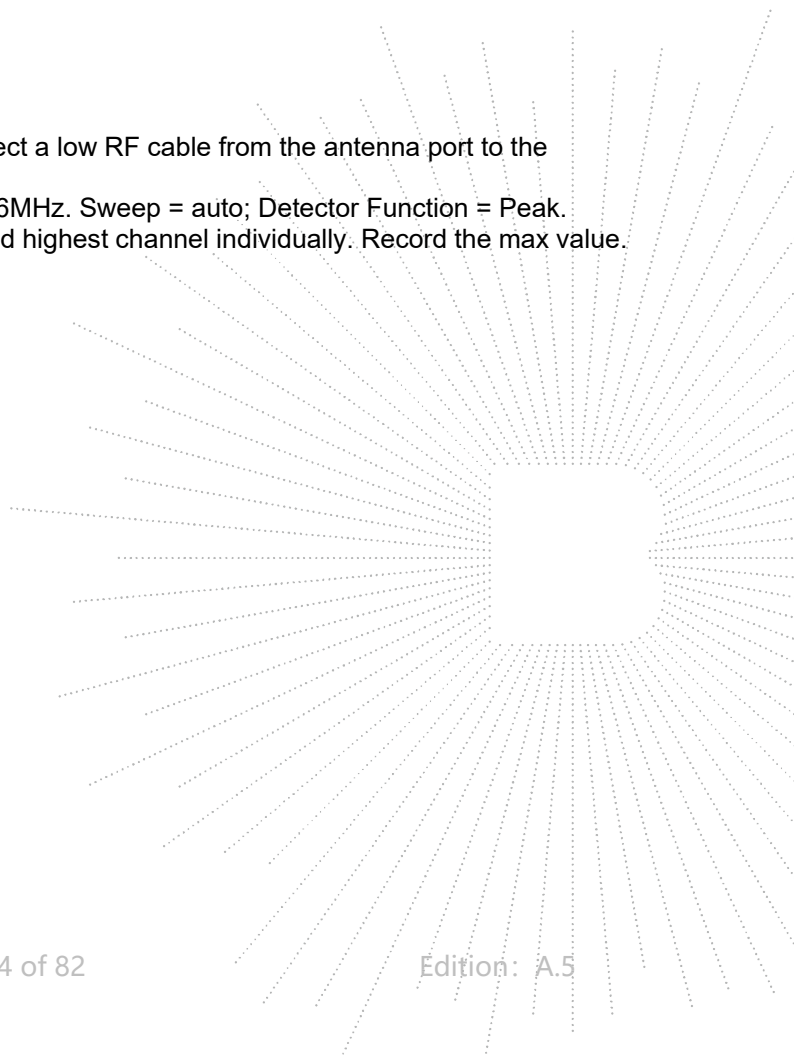 ect a low RF cable from the antenna port to the
6MHz. Sweep = auto; Detector Function = Peak.
d highest channel individually. Record the max value.
4 of 82
Edition: A.5